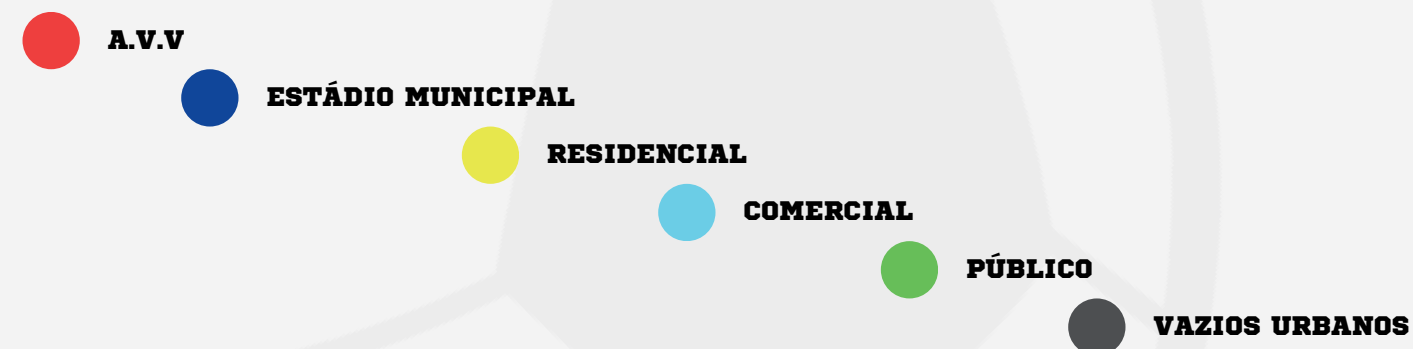 A.V.V
ESTÁDIO MUNICIPAL
RESIDENCIAL
COMERCIAL
PÚBLICO
VAZIOS URBANOS